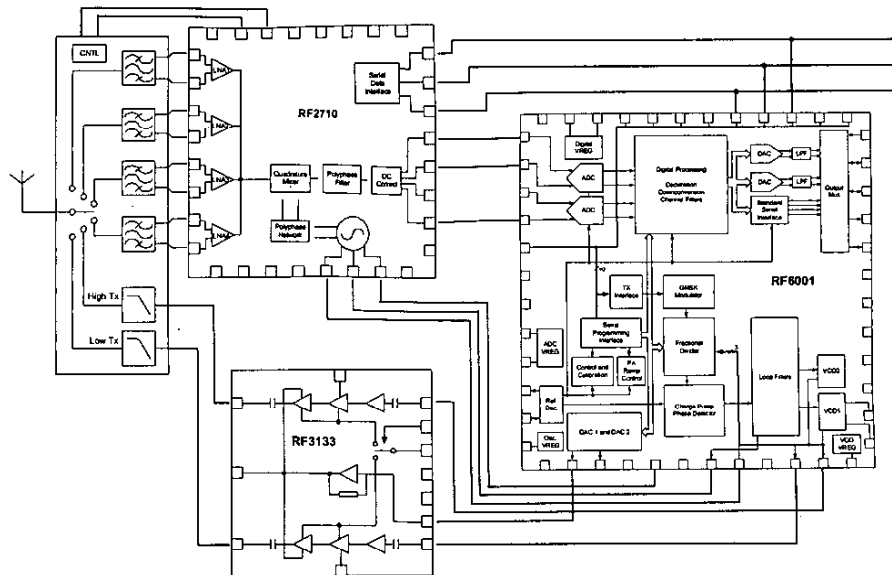 CNTL
LNA
LNA
LNA
LNA
RF2710
Serial
Data
Interface
Quadrature
Mixer
Polyphase
Filter
DC
Correct
Polyphase
Network
High Tx
Low Tx
RF3133
Digital
VREG
ADC
ADC
Digital Processing
Decimation
Downconversion
Channel Filters
DAC
LPF
DAC
LPF
Standard
Serial
Interface
Output
Mux
RF6001
TX
Interface
GMSK
Modulator
Serial
Programming
Interface
Fractional
Divider
ADC
VREG
Control and
Calibration
PA
Ramp
Control
Loop Filters
VCO2
VCO1
Ref
Osc.
Charge Pump
Phase Detector
Osc.
VREG
DAC 1 and DAC 2
VCO
VREG